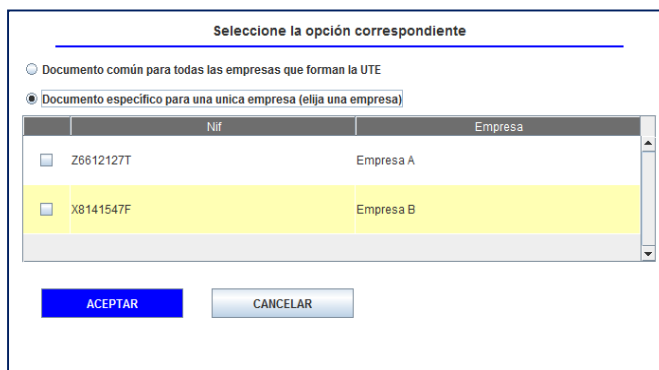 Seleccione la opción correspondiente
Documento común para todas las empresas que forman la UTE
Documento específico para una unica empresa (elija una empresa)
Nif Empresa
Z6612127T Empresa A
X8141547F Empresa B
ACEPTAR CANCELAR